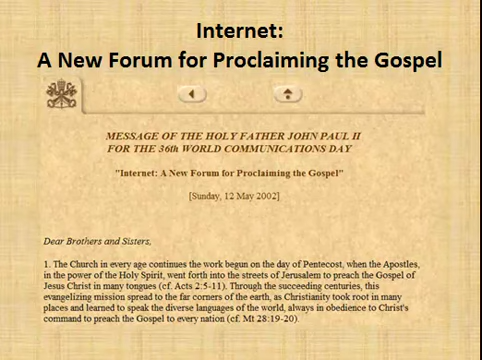 Internet:
A New Forum for Proclaiming the Gospel
MESSAGE OF THE HOLY FATHER JOHN PAUL II
FOR THE 36th WORLD COMMUNICATIONS DAY
"Internet: A New Forum for Proclaiming the Gospel"
[Sunday, 12 May 2002]
Dear Brothers and Sisters,
1. The Church in every age continues the work begun on the day of Pentecost, when the Apostles,
in the power of the Holy Spirit, went forth into the streets of Jerusalem to preach the Gospel of
Jesus Christ in many tongues (cf. Acts 2:5-11). Through the succeeding centuries, this
evangelizing mission spread to the far corners of the earth, as Christianity took root in many
places and learned to speak the diverse languages of the world, always in obedience to Christ's
command to preach the Gospel to every nation (cf. Mt 28:19-20).